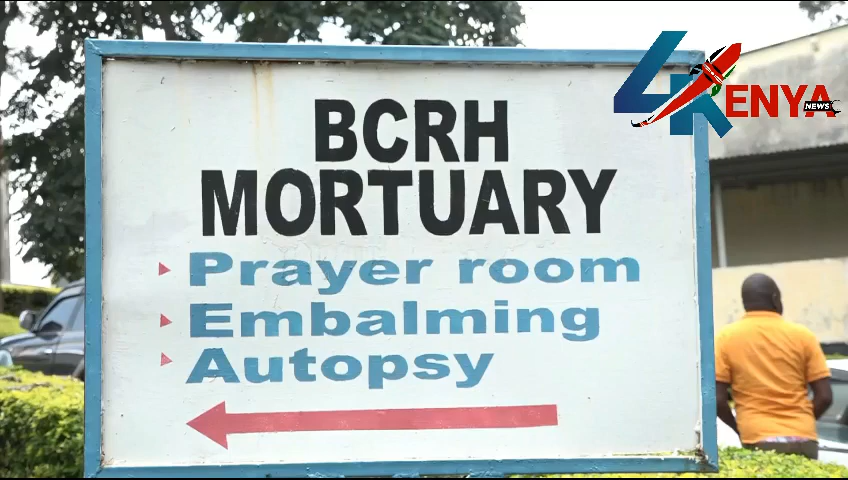 4KENYA
NEWS
BCRH
MORTUARY
Prayer room
Embalming
Autopsy